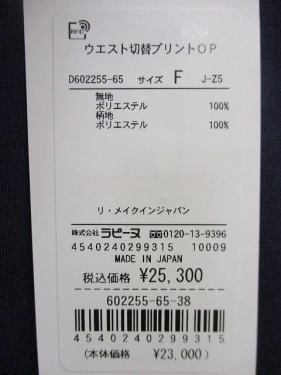 ウエスト切替プリントOP
D602255-65 サイズ F J-Z5
無地
ポリエステル 100%
柄地
ポリエステル 100%
リ・メイクインジャパン
株式会社 ラピーヌ 0120-13-9396
4540240299315 10009
MADE IN JAPAN
税込価格 ¥25,300
602255-65-38
4540240299315
(本体価格 ¥23,000)